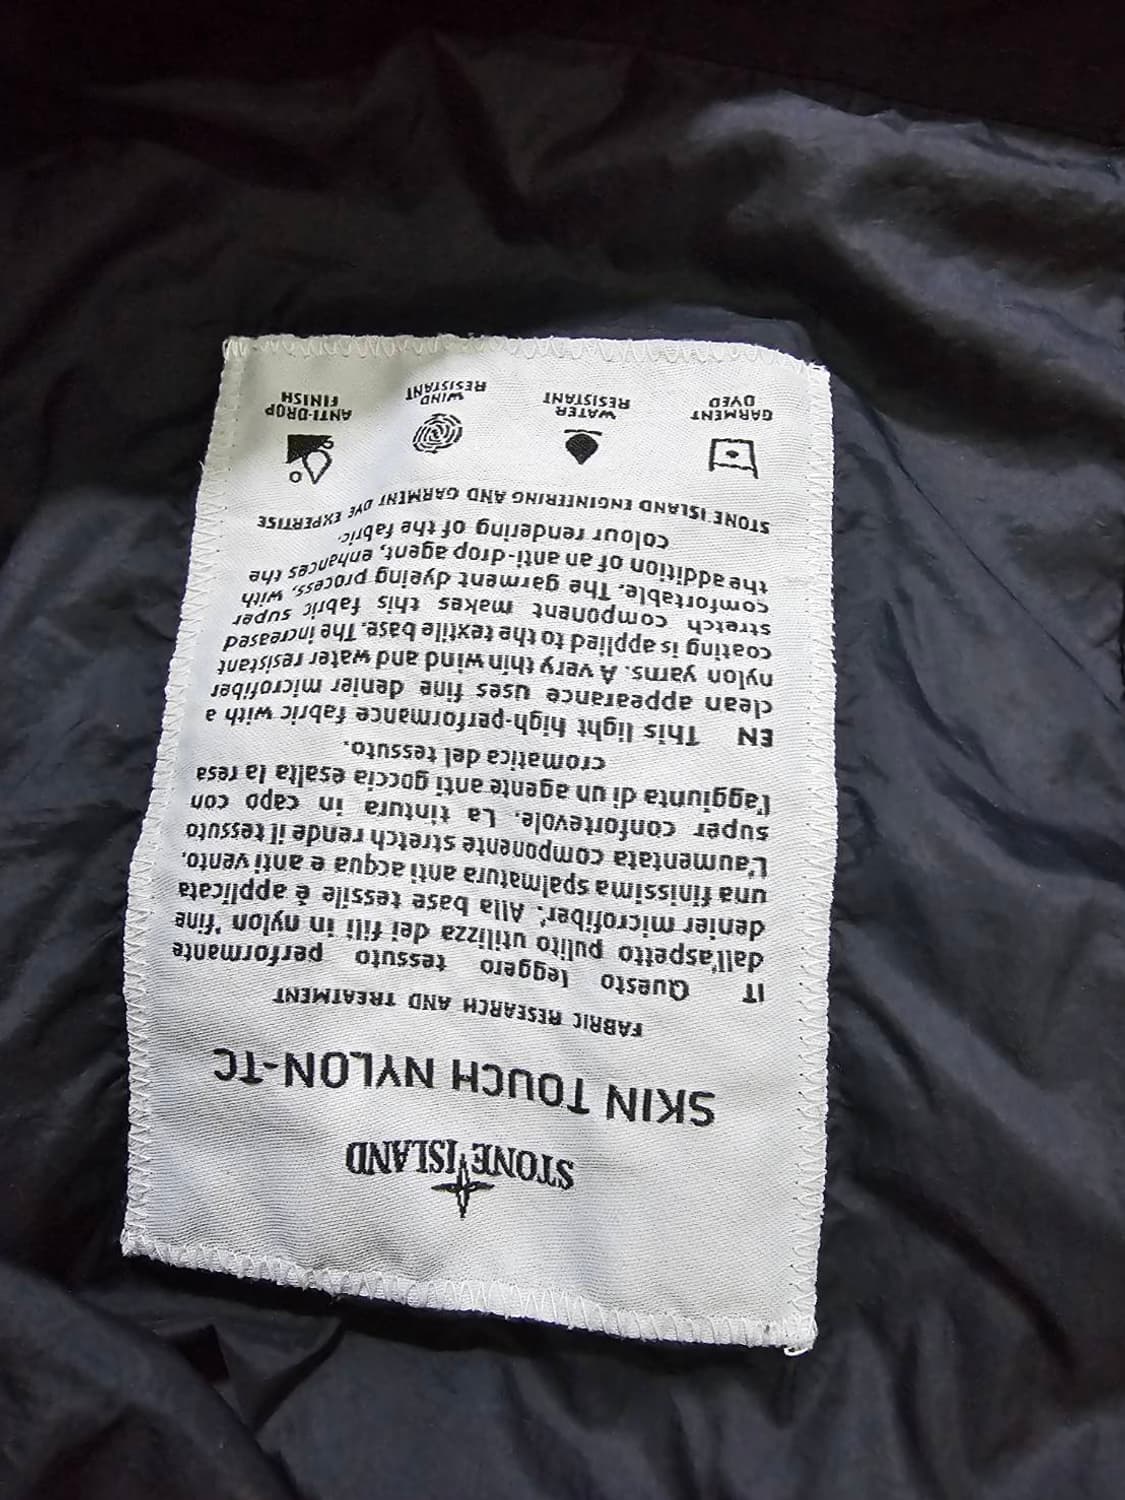 STONE ISLAND
SKIN TOUCH NYLON-TC
FABRIC RESEARCH AND TREATMENT
IT Questo leggero tessuto performante
dall'aspetto pulito utilizza dei fili in nylon 'fine
denier microfiber'. Alla base tessile è applicata
una finissima spalmatura anti acqua e anti vento.
L'aumentata componente stretch rende il tessuto
super confortevole. La tintura in capo con
l'aggiunta di un agente anti goccia esalta la resa
cromatica del tessuto.
EN This light high-performance fabric with a
clean appearance uses fine denier microfiber
nylon yarns. A very thin wind and water resistant
coating is applied to the textile base. The increased
stretch component makes this fabric super
comfortable. The garment dyeing process, with
the addition of an anti-drop agent, enhances the
colour rendering of the fabric.
STONE ISLAND ENGINEERING AND GARMENT DYE EXPERTISE
GARMENT DYED
WATER RESISTANT
WIND RESISTANT
ANTI-DROP FINISH